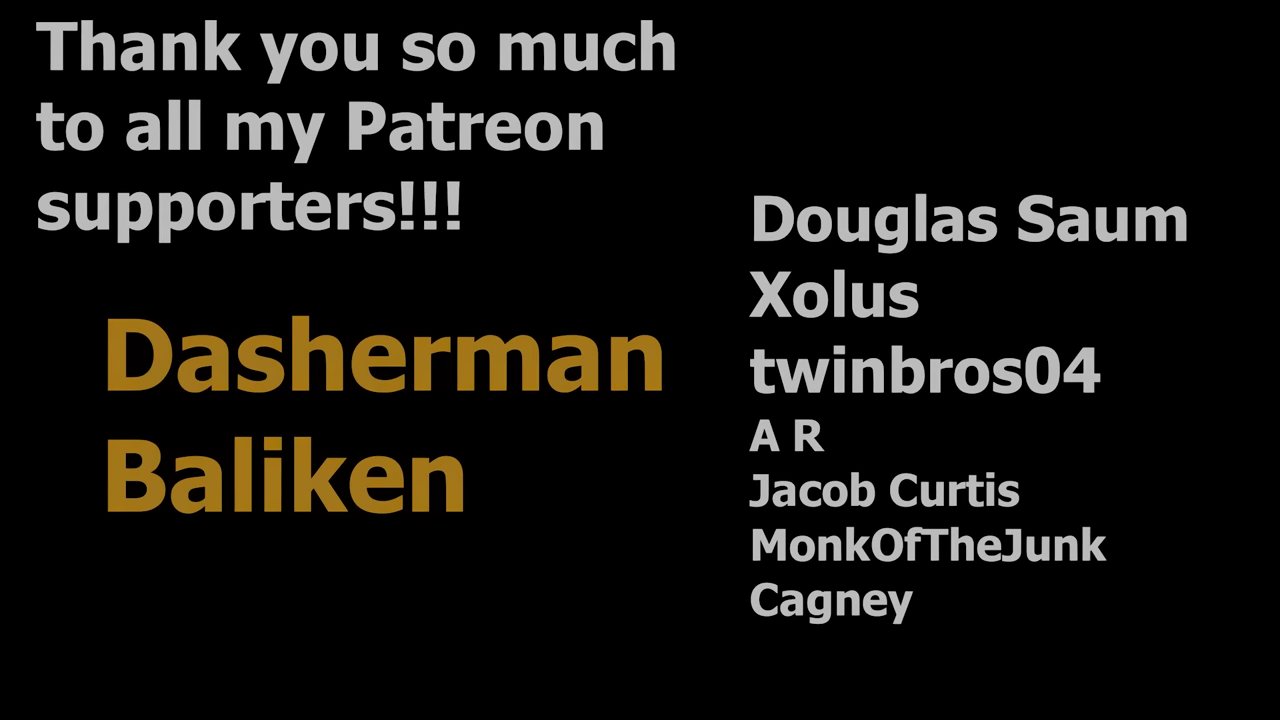 Thank you so much
to all my Patreon
supporters!!!
Dasherman
Baliken
Douglas Saum
Xolus
twinbros04
A R
Jacob Curtis
MonkOfTheJunk
Cagney